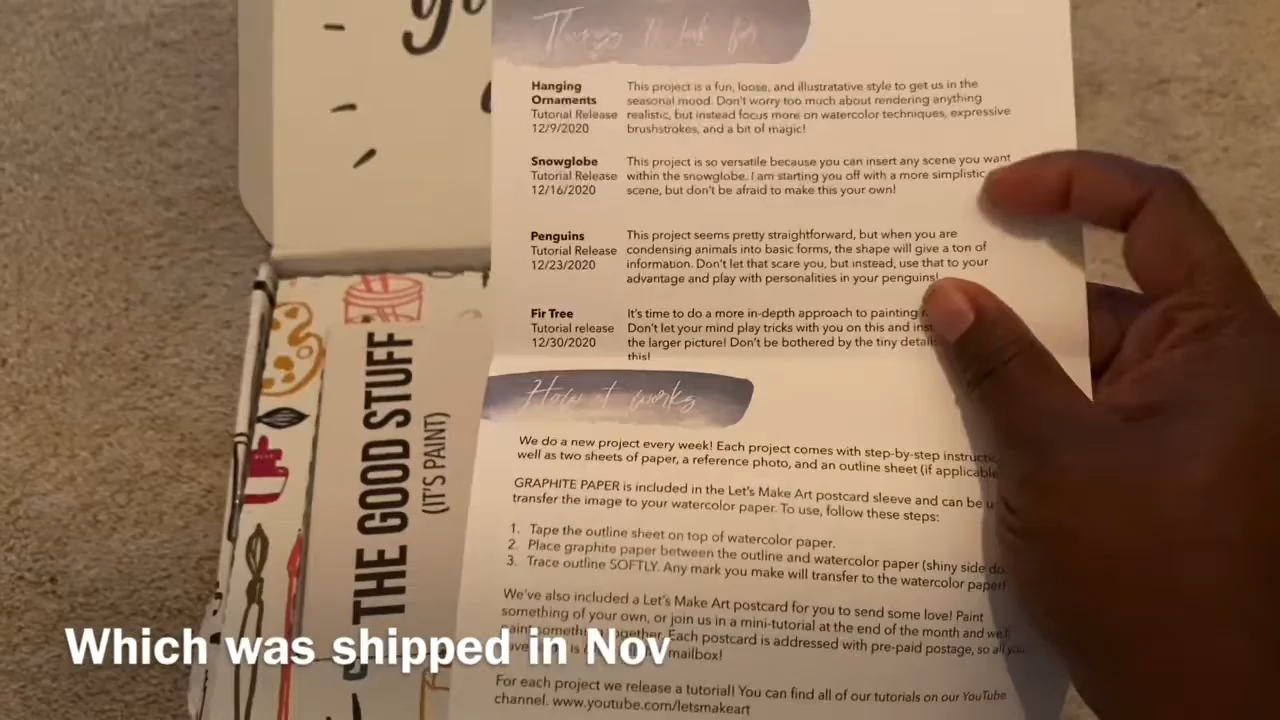 Things to look for
Hanging
Ornaments
Tutorial Release
12/9/2020
This project is a fun, loose, and illustratative style to get us in the
seasonal mood. Don't worry too much about rendering anything
realistic, but instead focus more on watercolor techniques, expressive
brushstrokes, and a bit of magic!
Snowglobe
Tutorial Release
12/16/2020
This project is so versatile because you can insert any scene you want
within the snowglobe. I am starting you off with a more simplistic
scene, but don't be afraid to make this your own!
Penguins
Tutorial Release
12/23/2020
This project seems pretty straightforward, but when you are
condensing animals into basic forms, the shape will give a ton of
information. Don't let that scare you, but instead, use that to your
advantage and play with personalities in your penguins!
Fir Tree
Tutorial release
12/30/2020
It's time to do a more in-depth approach to painting
Don't let your mind play tricks with you on this and
the larger picture! Don't be bothered by the tiny
this!
How it works
We do a new project every week! Each project comes with step-by-step
well as two sheets of paper, a reference photo, and an outline sheet (if applicable
GRAPHITE PAPER is included in the Let's Make Art postcard sleeve and can be
transfer the image to your watercolor paper. To use, follow these steps:
1. Tape the outline sheet on top of watercolor paper.
2. Place graphite paper between the outline and watercolor paper (shiny side
3. Trace outline SOFTLY. Any mark you make will transfer to the watercolor paper!
We've also included a Let's Make Art postcard for you to send some love! Paint
something of your own, or join us in a mini-tutorial at the end of the month and
together. Each postcard is addressed with pre-paid postage, so all
mailbox!
For each project we release a tutorial! You can find all of our tutorials on our YouTube
channel. www.youtube.com/letsmakeart
THE GOOD STUFF
(IT'S PAINT)
Which was shipped in Nov